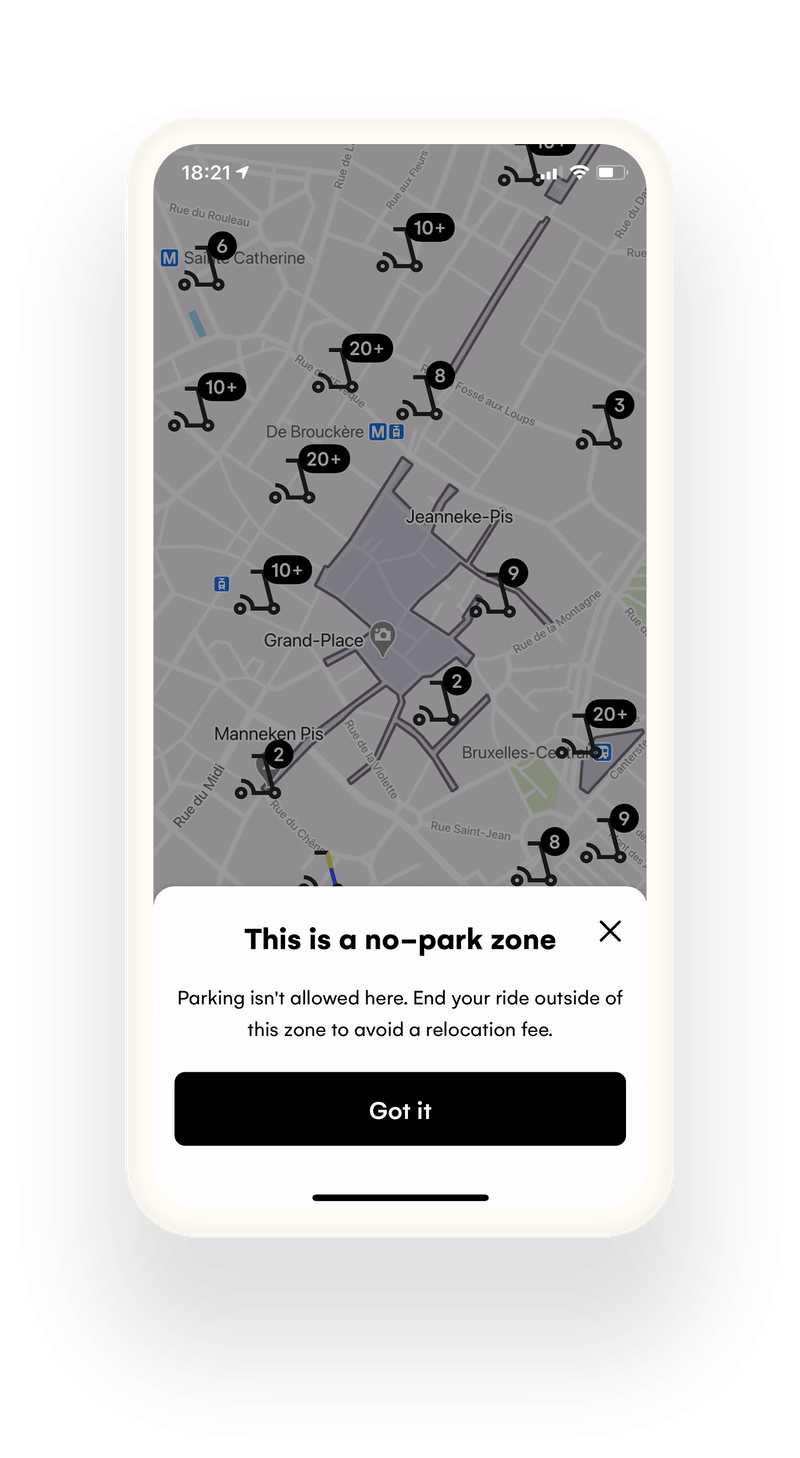 10+
18:21
Rue du Rouleau
Rue aux Fleurs
10+
6
M Sainte Catherine
Rue
20+
8
10+
Fossé aux Loups
3
De Brouckère M
20+
Jeanneke-Pis
10+
9
Rue de la Montagne
Grand-Place
2
20+
Manneken Pis
Bruxelles-Centrale
2
Rue de la Violette
Rue du Midi
9
Rue du Chêne
Rue Saint-Jean
8
This is a no-park zone
Parking isn't allowed here. End your ride outside of
this zone to avoid a relocation fee.
Got it